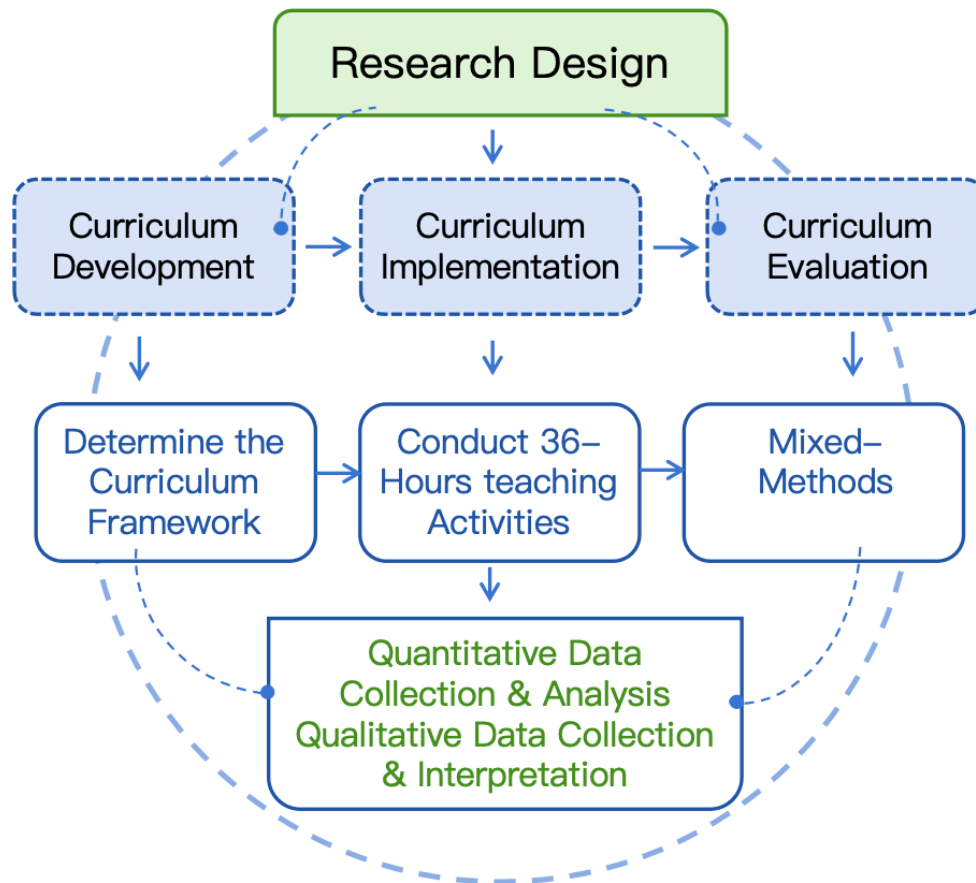 Research Design
Curriculum
Development
Curriculum
Implementation
Curriculum
Evaluation
Determine the
Curriculum
Framework
Conduct 36–
Hours teaching
Activities
Mixed–
Methods
Quantitative Data
Collection & Analysis
Qualitative Data Collection
& Interpretation